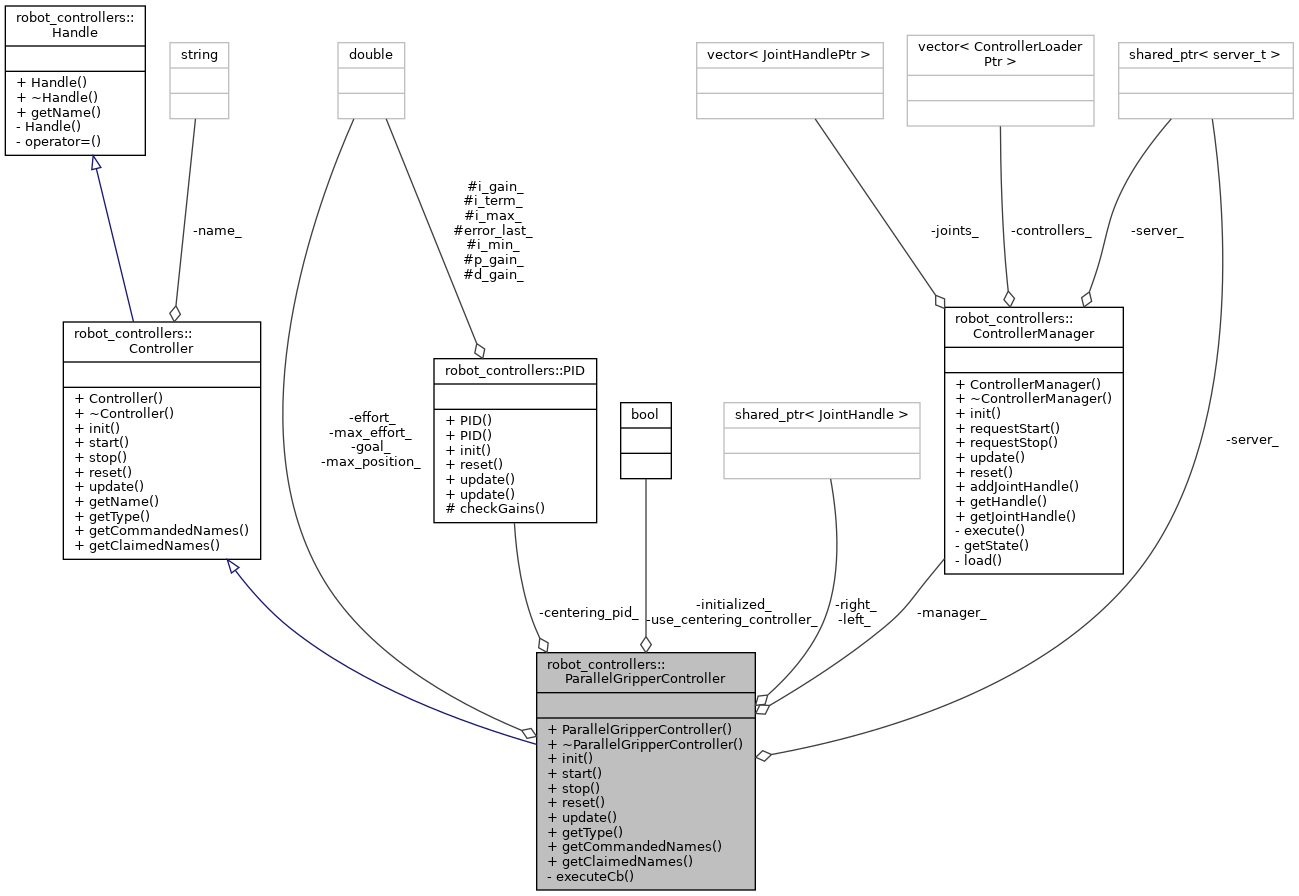 robot_controllers::
Handle
+ Handle()
+ ~Handle()
+ getName()
- Handle()
- operator=()
string
double
vector< JointHandlePtr >
vector< ControllerLoader
Ptr >
shared_ptr< server_t >
#i_gain_
#i_term_
#i_max_
#error_last_
#i_min_
#p_gain_
#d_gain_
-name_
-joints_
-controllers_
-server_
robot_controllers::
Controller
+ Controller()
+ ~Controller()
+ init()
+ start()
+ stop()
+ reset()
+ update()
+ getName()
+ getType()
+ getCommandedNames()
+ getClaimedNames()
-effort_
-max_effort_
-goal_
-max_position_
robot_controllers::PID
+ PID()
+ PID()
+ init()
+ reset()
+ update()
+ update()
# checkGains()
bool
shared_ptr< JointHandle >
robot_controllers::
ControllerManager
+ ControllerManager()
+ ~ControllerManager()
+ init()
+ requestStart()
+ requestStop()
+ update()
+ reset()
+ addJointHandle()
+ getHandle()
+ getJointHandle()
- execute()
- getState()
- load()
-server_
-centering_pid_
-initialized_
-use_centering_controller_
-right_
-left_
-manager_
robot_controllers::
ParallelGripperController
+ ParallelGripperController()
+ ~ParallelGripperController()
+ init()
+ start()
+ stop()
+ reset()
+ update()
+ getType()
+ getCommandedNames()
+ getClaimedNames()
- executeCb()